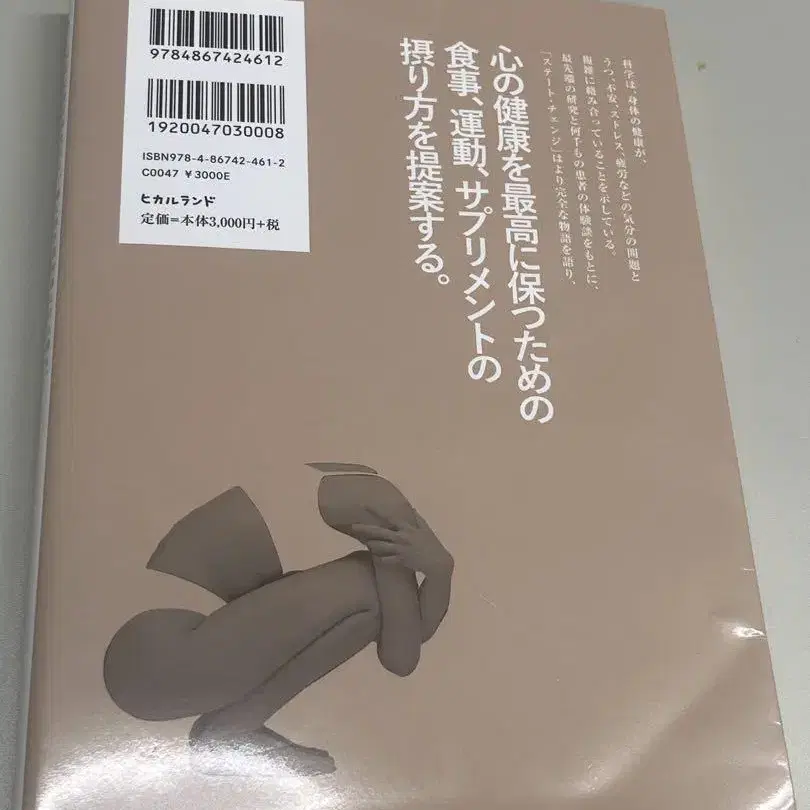 9784867424612
1920047030008
ISBN978-4-86742-461-2
C0047 ¥3000E
ヒカルランド
定価=本体3,000円+税
科学は、身体の健康が、
うつ、不安、ストレス、疲労などの気分の問題と
複雑に絡み合っていることを示している。
最先端の研究と何千もの患者の体験談をもとに、
「ステート・チェンジ」はより完全な物語を語り、
心の健康を最高に保つための
食事、運動、サプリメントの
摂り方を提案する。